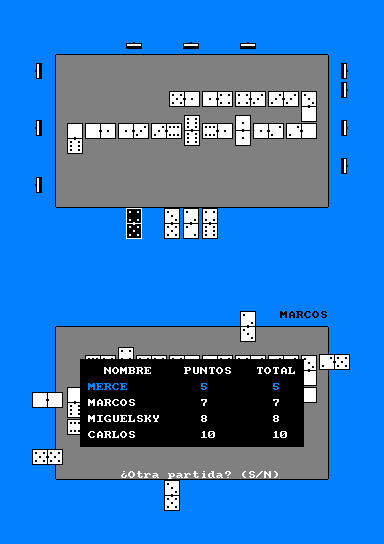 MARCOS
NOMBRE PUNTOS TOTAL
MERCE 5 5
MARCOS 7 7
MIGUELSKY 8 8
CARLOS 10 10
¿Otra partida? (S/N)